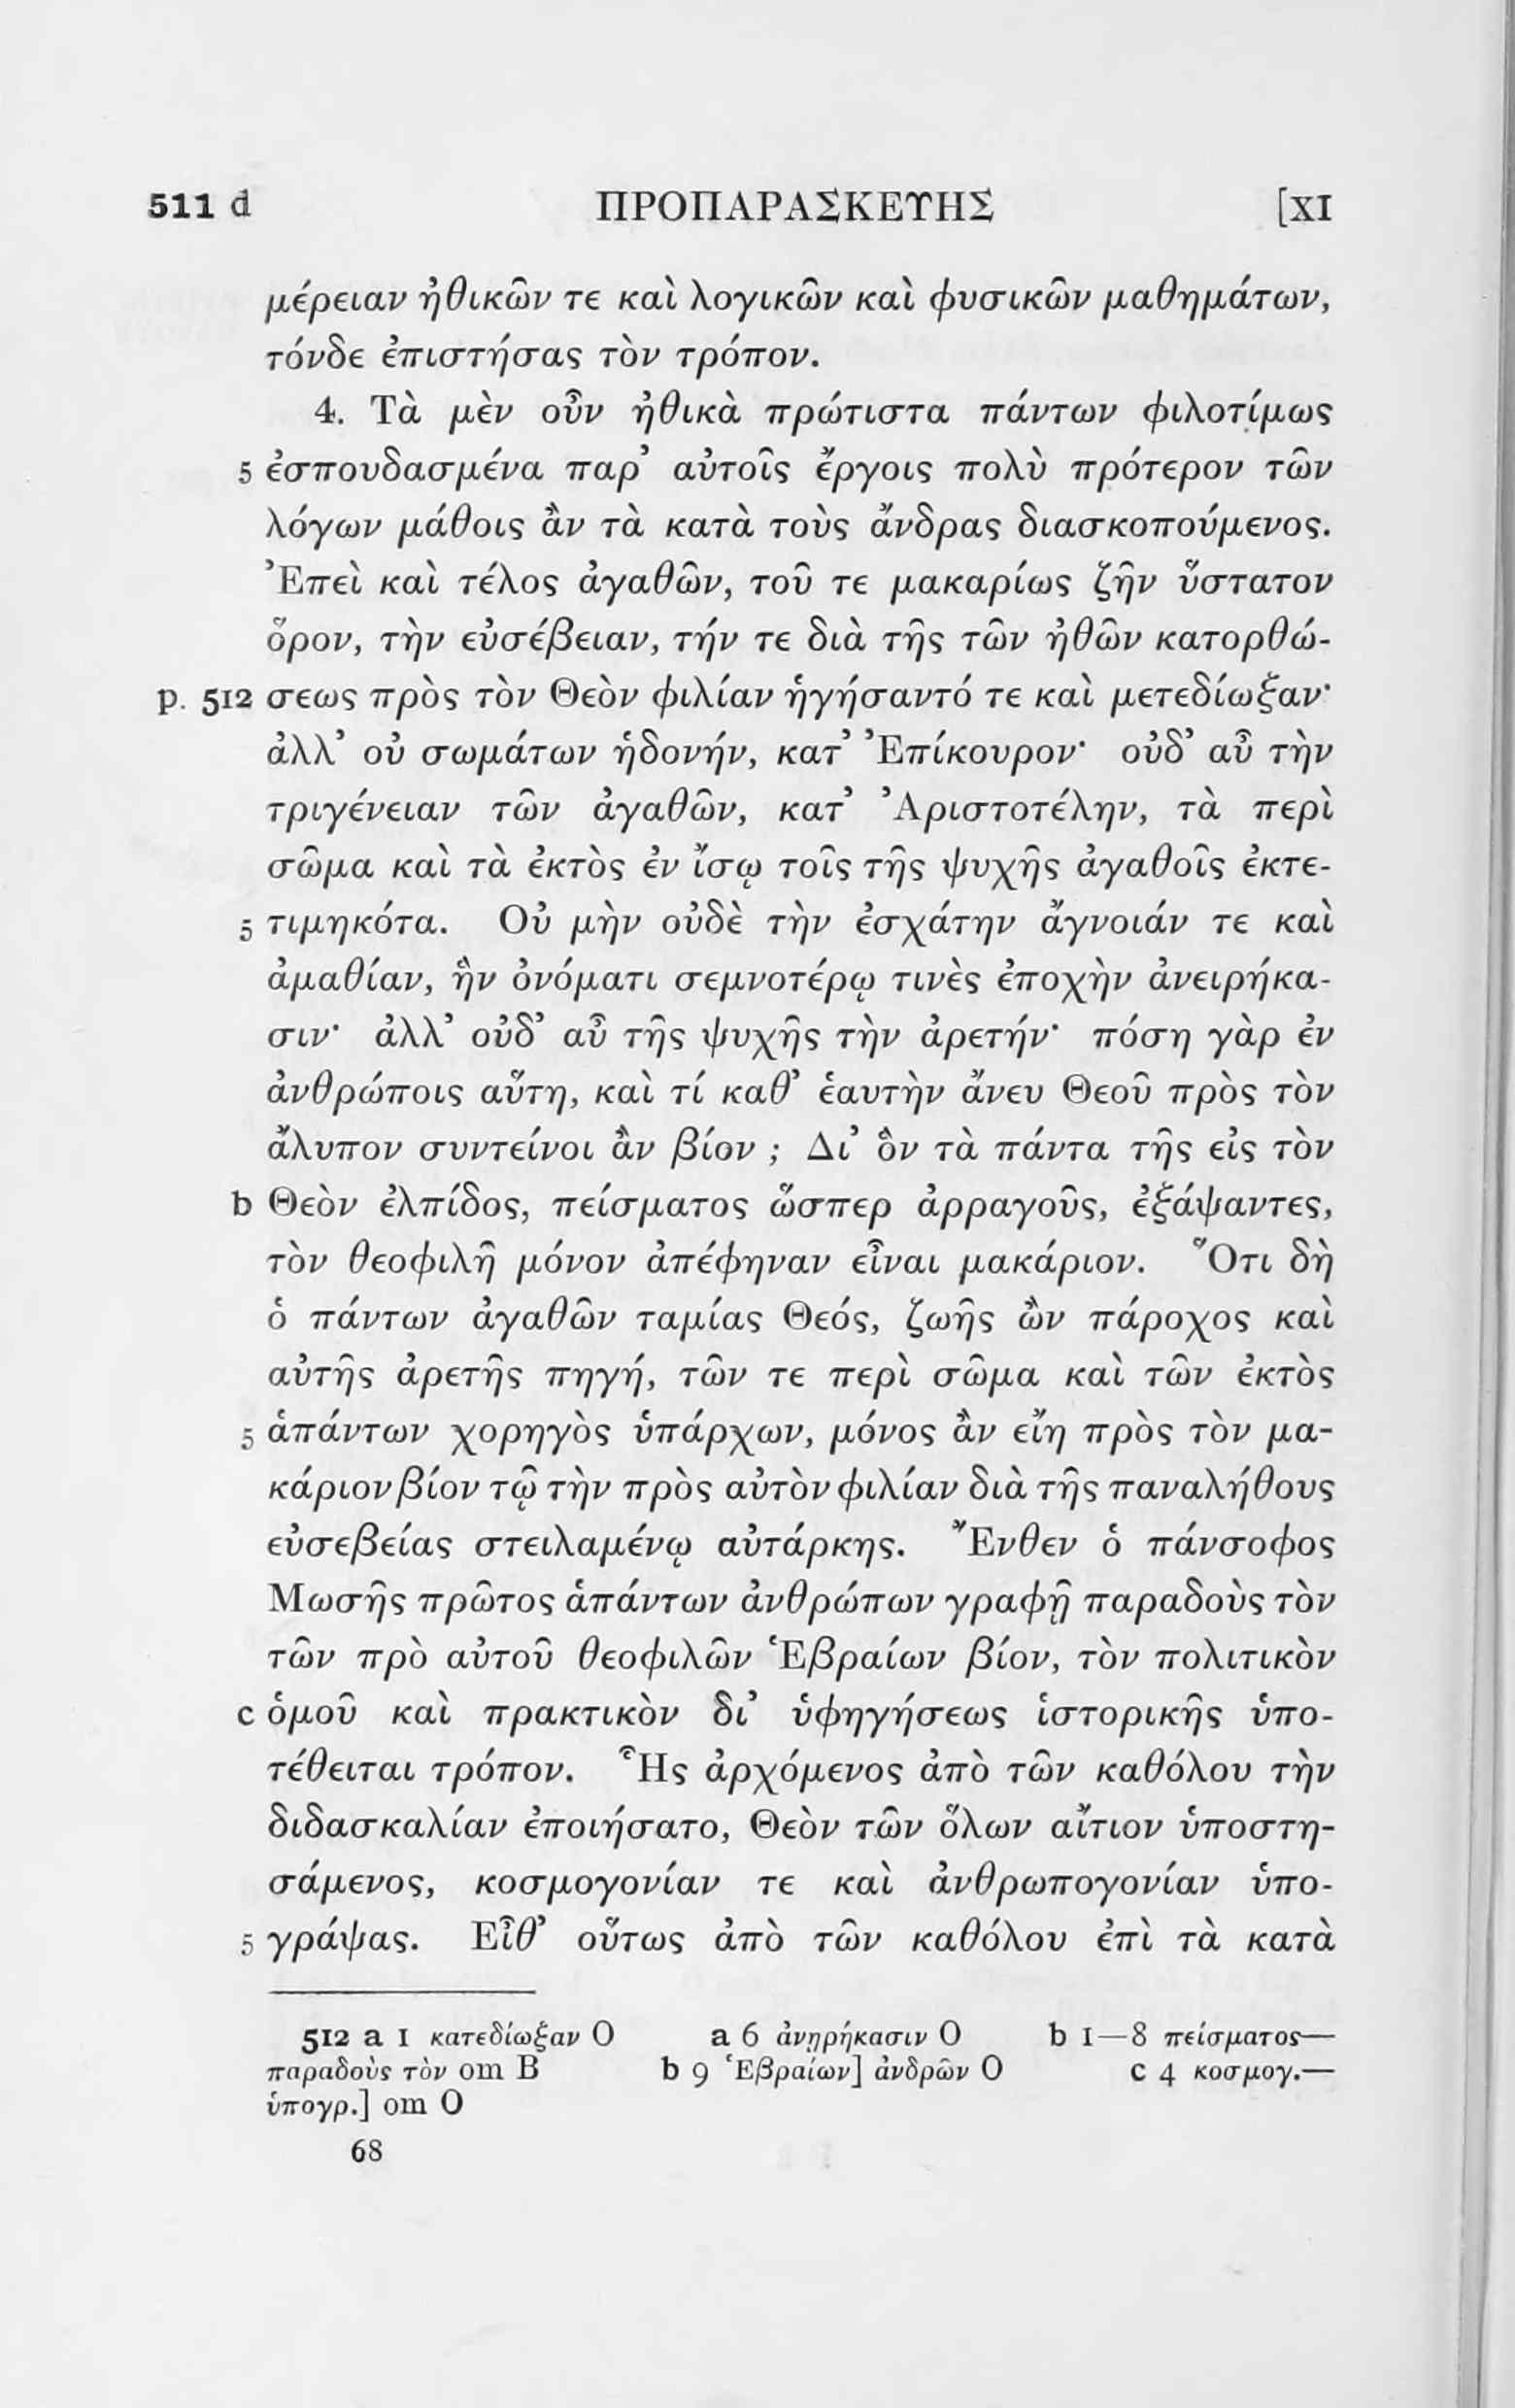 511 d ΠΡΟΠΑΡΑΣΚΕΥΗΣ [XI
μέρειαν ἠθικῶν τε καὶ λογικῶν καὶ φυσικῶν μαθημάτων,
τόνδε ἐπιστήσας τὸν τρόπον.
4. Τὰ μὲν οὖν ἠθικὰ πρώτιστα πάντων φιλοτίμως
5 ἐσπουδασμένα παρ’ αὐτοῖς ἔργοις πολὺ πρότερον τῶν
λόγων μάθοις ἂν τὰ κατὰ τοὺς ἄνδρας διασκοπούμενος.
Ἐπεὶ καὶ τέλος ἀγαθῶν, τοῦ τε μακαρίως ζῆν ὕστατον
ὅρον, τὴν εὐσέβειαν, τήν τε διὰ τῆς τῶν ἠθῶν κατορθώ-
p. 512 σεως πρὸς τὸν Θεὸν φιλίαν ἡγήσαντό τε καὶ μετεδίωξαν·
ἀλλ’ οὐ σωμάτων ἡδονήν, κατ’ Ἐπίκουρον· οὐδ’ αὖ τὴν
τριγένειαν τῶν ἀγαθῶν, κατ’ Ἀριστοτέλην, τὰ περὶ
σῶμα καὶ τὰ ἐκτὸς ἐν ἴσῳ τοῖς τῆς ψυχῆς ἀγαθοῖς ἐκτε-
5 τιμηκότα. Οὐ μὴν οὐδὲ τὴν ἐσχάτην ἄγνοιάν τε καὶ
ἀμαθίαν, ἣν ὀνόματι σεμνοτέρῳ τινὲς ἐποχὴν ἀνειρήκα-
σιν· ἀλλ’ οὐδ’ αὖ τῆς ψυχῆς τὴν ἀρετήν· πόση γὰρ ἐν
ἀνθρώποις αὕτη, καὶ τί καθ’ ἑαυτὴν ἄνευ Θεοῦ πρὸς τὸν
ἄλυπον συντείνοι ἂν βίον ; Δι’ ὃν τὰ πάντα τῆς εἰς τὸν
b Θεὸν ἐλπίδος, πείσματος ὥσπερ ἀρραγοῦς, ἐξάψαντες,
τὸν θεοφιλῆ μόνον ἀπέφηναν εἶναι μακάριον. Ὅτι δὴ
ὁ πάντων ἀγαθῶν ταμίας Θεός, ζωῆς ὢν πάροχος καὶ
αὐτῆς ἀρετῆς πηγή, τῶν τε περὶ σῶμα καὶ τῶν ἐκτὸς
5 ἁπάντων χορηγὸς ὑπάρχων, μόνος ἂν εἴη πρὸς τὸν μα-
κάριον βίον τῷ τὴν πρὸς αὐτὸν φιλίαν διὰ τῆς παναλήθους
εὐσεβείας στειλαμένῳ αὐτάρκης. Ἔνθεν ὁ πάνσοφος
Μωσῆς πρῶτος ἁπάντων ἀνθρώπων γραφῇ παραδοὺς τὸν
τῶν πρὸ αὐτοῦ θεοφιλῶν Ἑβραίων βίον, τὸν πολιτικὸν
c ὁμοῦ καὶ πρακτικὸν δι’ ὑφηγήσεως ἱστορικῆς ὑπο-
τέθειται τρόπον. Ἧς ἀρχόμενος ἀπὸ τῶν καθόλου τὴν
διδασκαλίαν ἐποιήσατο, Θεὸν τῶν ὅλων αἴτιον ὑποστη-
σάμενος, κοσμογονίαν τε καὶ ἀνθρωπογονίαν ὑπο-
5 γράψας. Εἶθ’ οὕτως ἀπὸ τῶν καθόλου ἐπὶ τὰ κατὰ
512 a 1 κατεδίωξαν O a 6 ἀνῃρήκασιν O b 1—8 πείσματος—
παραδοὺς τὸν om B b 9 Ἑβραίων] ἀνδρῶν O c 4 κοσμογ.—
ὑπογρ.] om O
68